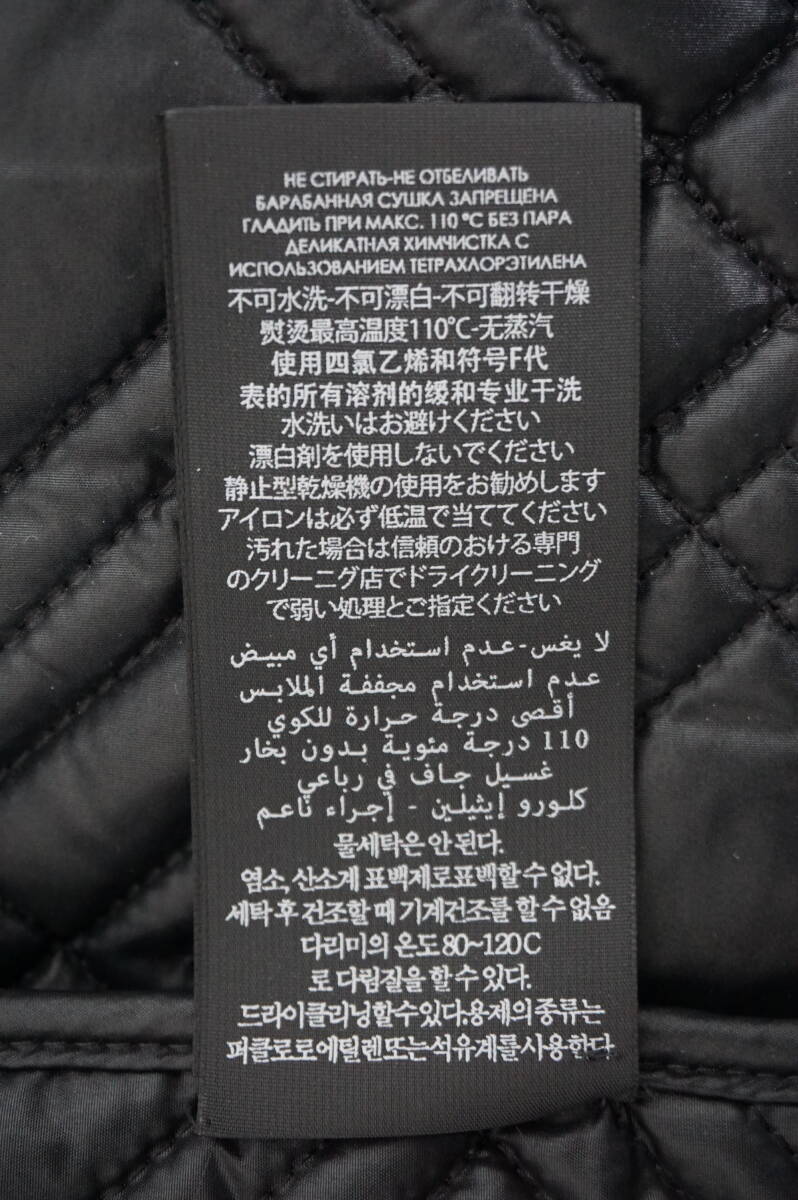 НЕ СТИРАТЬ-НЕ ОТБЕЛИВАТЬ
БАРАБАННАЯ СУШКА ЗАПРЕЩЕНА
ГЛАДИТЬ ПРИ МАКС. 110 °C БЕЗ ПАРА
ДЕЛИКАТНАЯ ХИМЧИСТКА С
ИСПОЛЬЗОВАНИЕМ ТЕТРАХЛОРЭТИЛЕНА
不可水洗-不可漂白-不可翻转干燥
熨烫最高温度110℃-无蒸汽
使用四氯乙烯和符号F代
表的所有溶剂的缓和专业干洗
水洗いはお避けください
漂白剤を使用しないでください
静止型乾燥機の使用をお勧めします
アイロンは必ず低温で当ててください
汚れた場合は信頼のおける専門
のクリーニグ店でドライクリーニング
で弱い処理とご指定ください
لا يغس-عدم استخدام أي مبيض
عدم استخدام مجففة الملابس
أقصى درجة حرارة للكوي
110 درجة مئوية بدون بخار
غسيل جاف في رباعي
كلورو إيثيلين - إجراء ناعم
물세탁은 안 된다.
염소, 산소계 표백제로표백할 수 없다.
세탁 후 건조할 때 기계건조를 할 수 없음
다리미의 온도 80~120C
로 다림질을 할 수 있다.
드라이클리닝할수있다.용제의 종류는
퍼클로로에틸렌또는석유계를사용한다